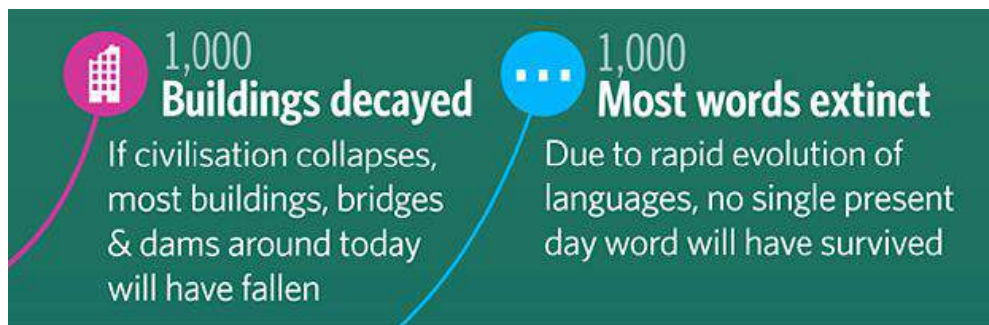 1,000
Buildings decayed
If civilisation collapses,
most buildings, bridges
& dams around today
will have fallen
1,000
Most words extinct
Due to rapid evolution of
languages, no single present
day word will have survived